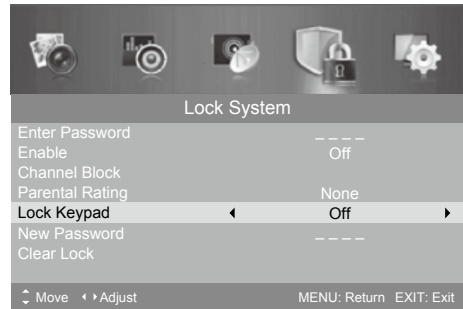 Lock System
Enter Password _ _ _ _
Enable Off
Channel Block
Parental Rating None
Lock Keypad Off
New Password _ _ _ _
Clear Lock
Move Adjust MENU: Return EXIT: Exit